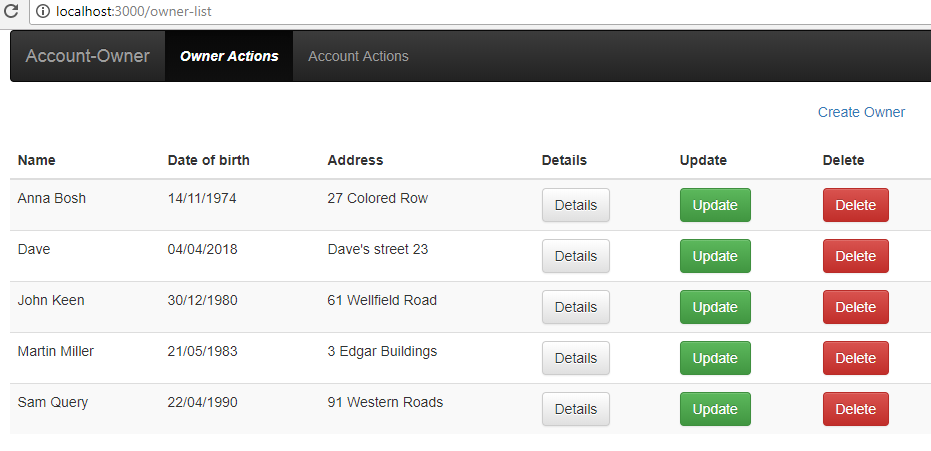 localhost:3000/owner-list
Account-Owner Owner Actions Account Actions
Create Owner
Name Date of birth Address Details Update Delete
Anna Bosh 14/11/1974 27 Colored Row Details Update Delete
Dave 04/04/2018 Dave's street 23 Details Update Delete
John Keen 30/12/1980 61 Wellfield Road Details Update Delete
Martin Miller 21/05/1983 3 Edgar Buildings Details Update Delete
Sam Query 22/04/1990 91 Western Roads Details Update Delete